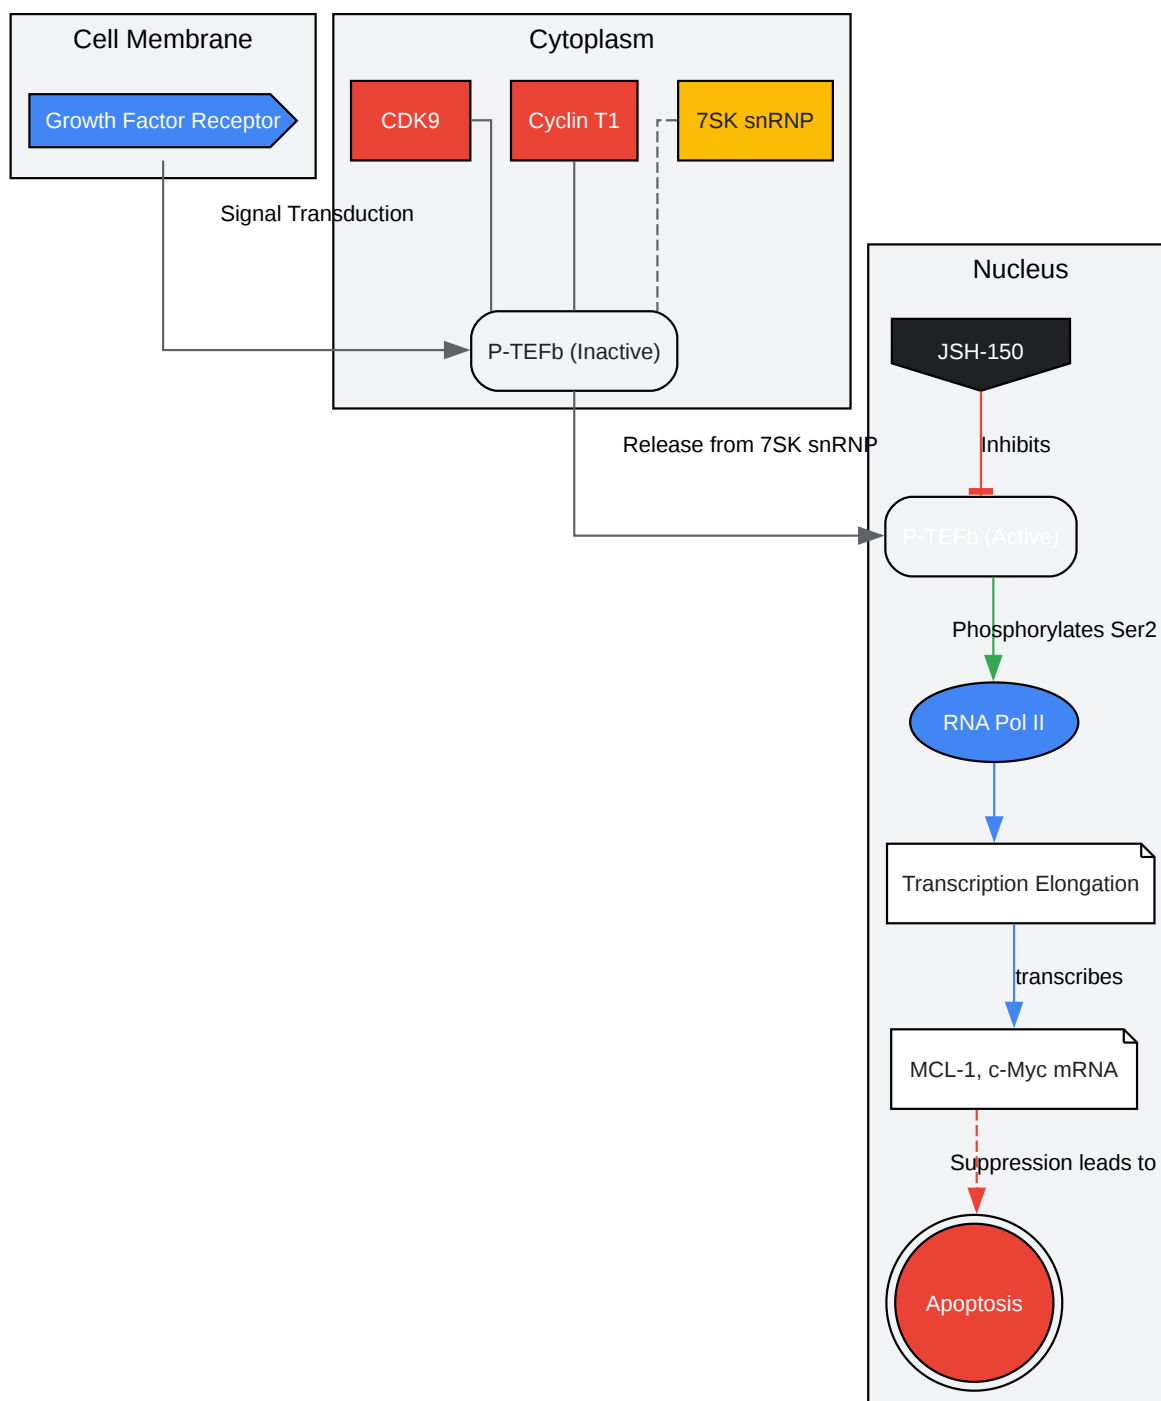 Cell Membrane
Growth Factor Receptor
Cytoplasm
CDK9
Cyclin T1
7SK snRNP
Signal Transduction
P-TEFb (Inactive)
Release from 7SK snRNP
Nucleus
JSH-150
Inhibits
P-TEFb (Active)
Phosphorylates Ser2
RNA Pol II
Transcription Elongation
transcribes
MCL-1, c-Myc mRNA
Suppression leads to
Apoptosis